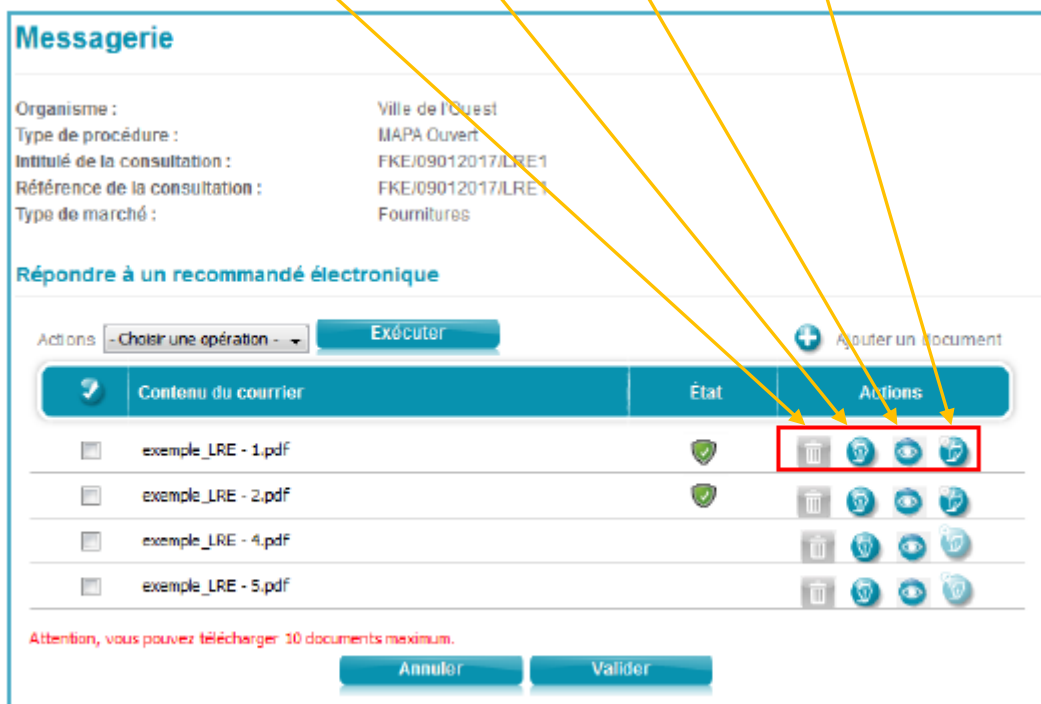 Messagerie
Organisme : Ville de l'Ouest
Type de procédure : MAPA Ouvert
Intitulé de la consultation : FKE/09012017/LRE1
Référence de la consultation : FKE/09012017/LRE1
Type de marché : Fournitures
Répondre à un recommandé électronique
Actions - Choisir une opération - Exécuter Ajouter un document
Contenu du courrier État Actions
exemple_LRE - 1.pdf
exemple_LRE - 2.pdf
exemple_LRE - 4.pdf
exemple_LRE - 5.pdf
Attention, vous pouvez télécharger 10 documents maximum.
Annuler Valider